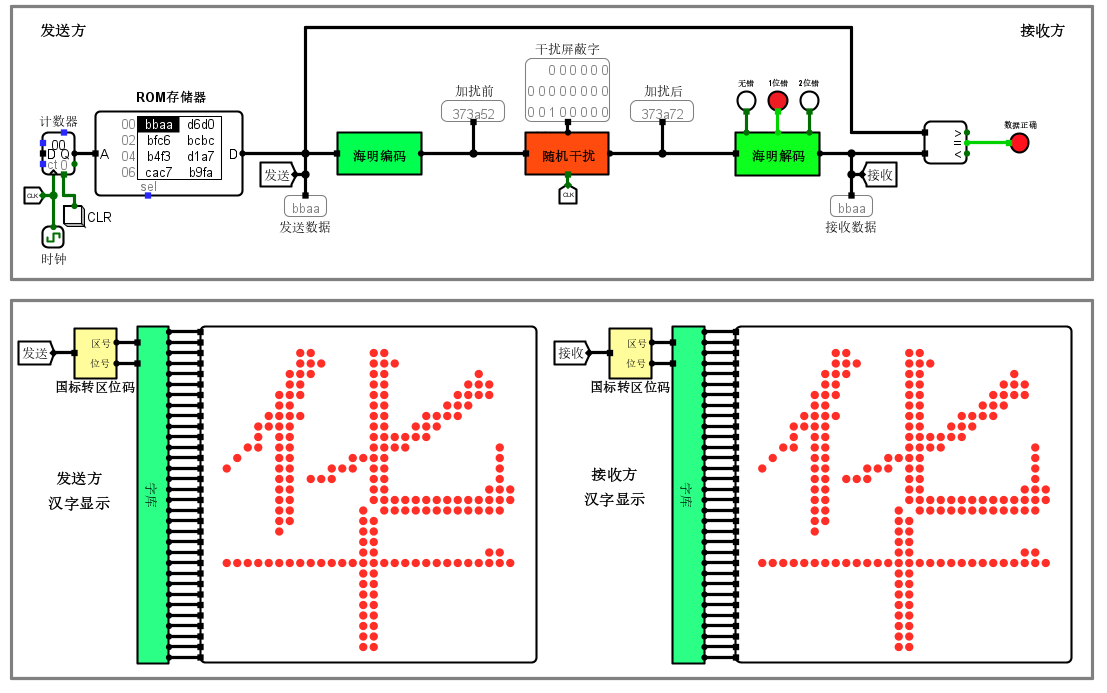 发送方
接收方
干扰屏蔽字
000000
0000000
00100000
加扰前
373a52
加扰后
373a72
无错
1位错
2位错
ROM存储器
计数器
00
D Q
ct 0
A
00 bbaa d6d0
02 bfc6 bcbc
04 b4f3 d1a7
06 cac7 b9fa
sel
D
海明编码
随机干扰
海明解码
>
=
<
数据正确
发送
接收
CLK
CLK
CLR
时钟
bbaa
发送数据
bbaa
接收数据
发送
区号
位号
国标转区位码
字库
发送方
汉字显示
华
接收
区号
位号
国标转区位码
字库
接收方
汉字显示
华